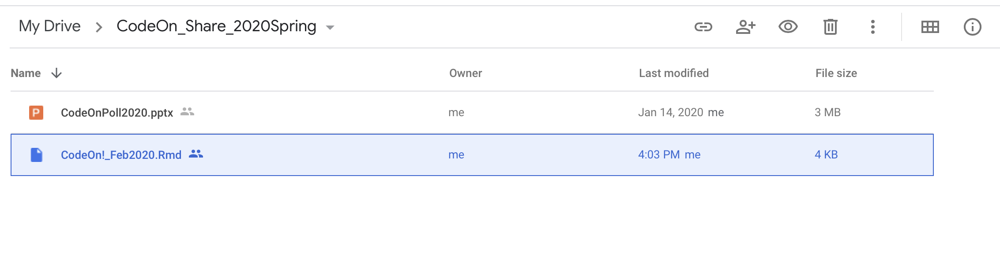 My Drive > CodeOn_Share_2020Spring
Name Owner Last modified File size
P CodeOnPoll2020.pptx me Jan 14, 2020 me 3 MB
CodeOn!_Feb2020.Rmd me 4:03 PM me 4 KB